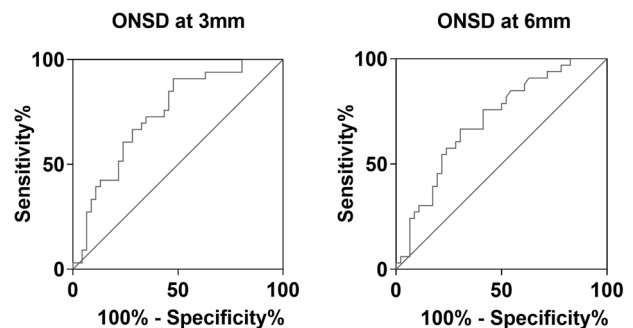 ONSD at 3mm
100
50
0
0 50 100
Sensitivity%
100% - Specificity%
ONSD at 6mm
100
50
0
0 50 100
Sensitivity%
100% - Specificity%